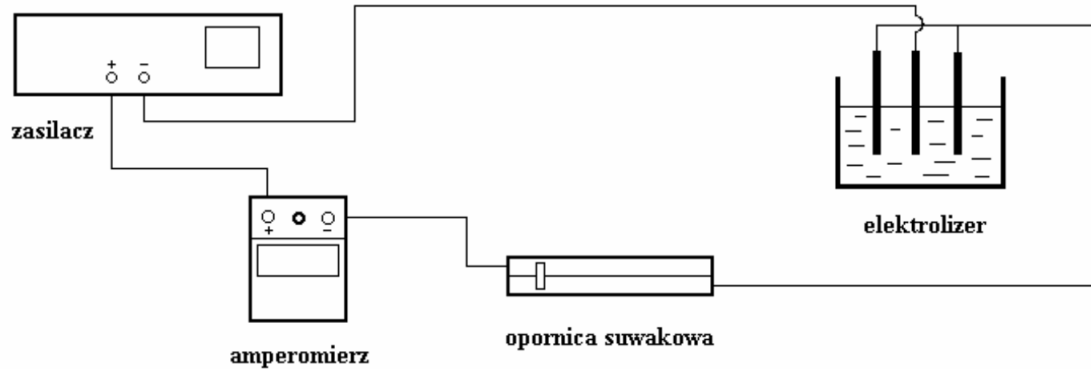 + −
zasilacz
+ −
elektrolizer
opornica suwakowa
amperomierz